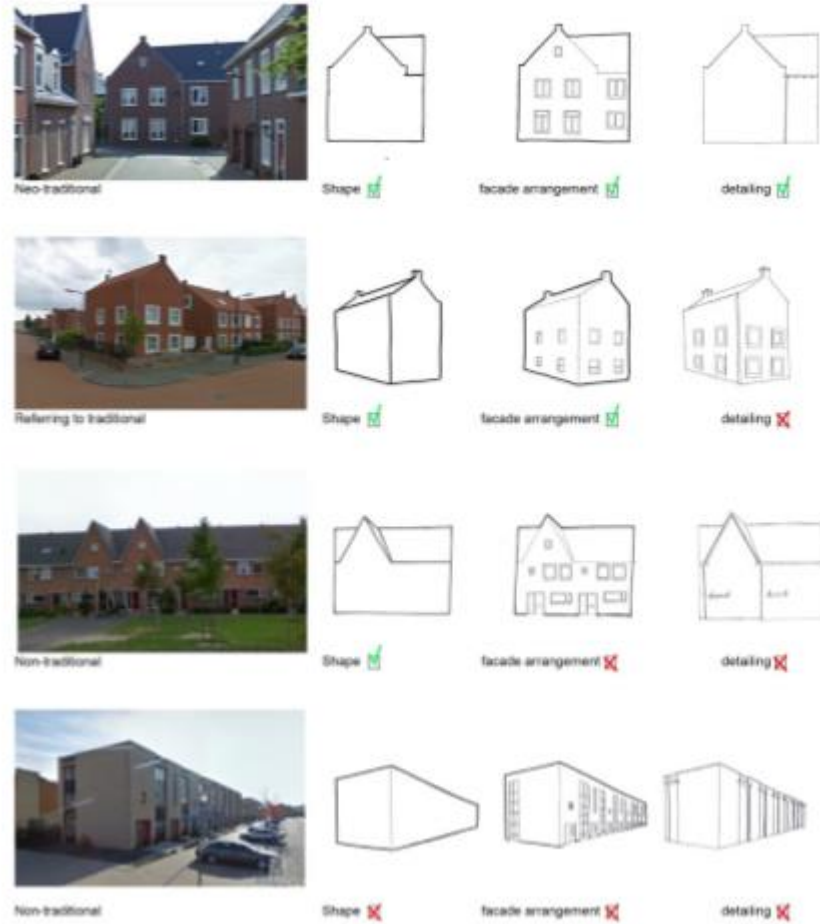 Neo-traditional
Shape
facade arrangement
detailing
Referring to traditional
Shape
facade arrangement
detailing
Non-traditional
Shape
facade arrangement
detailing
Non-traditional
Shape
facade arrangement
detailing